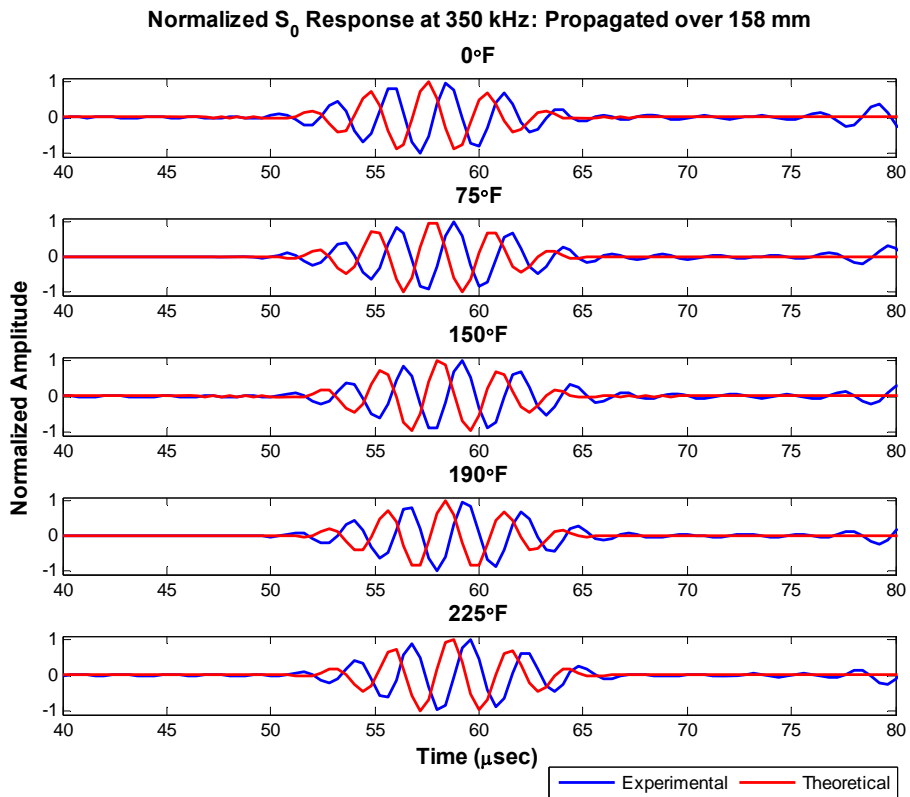 Normalized S0 Response at 350 kHz: Propagated over 158 mm
0°F
1
0
-1
40 45 50 55 60 65 70 75 80
75°F
1
0
-1
40 45 50 55 60 65 70 75 80
150°F
1
0
-1
40 45 50 55 60 65 70 75 80
190°F
1
0
-1
40 45 50 55 60 65 70 75 80
225°F
1
0
-1
40 45 50 55 60 65 70 75 80
Normalized Amplitude
Time (μsec)
Experimental Theoretical